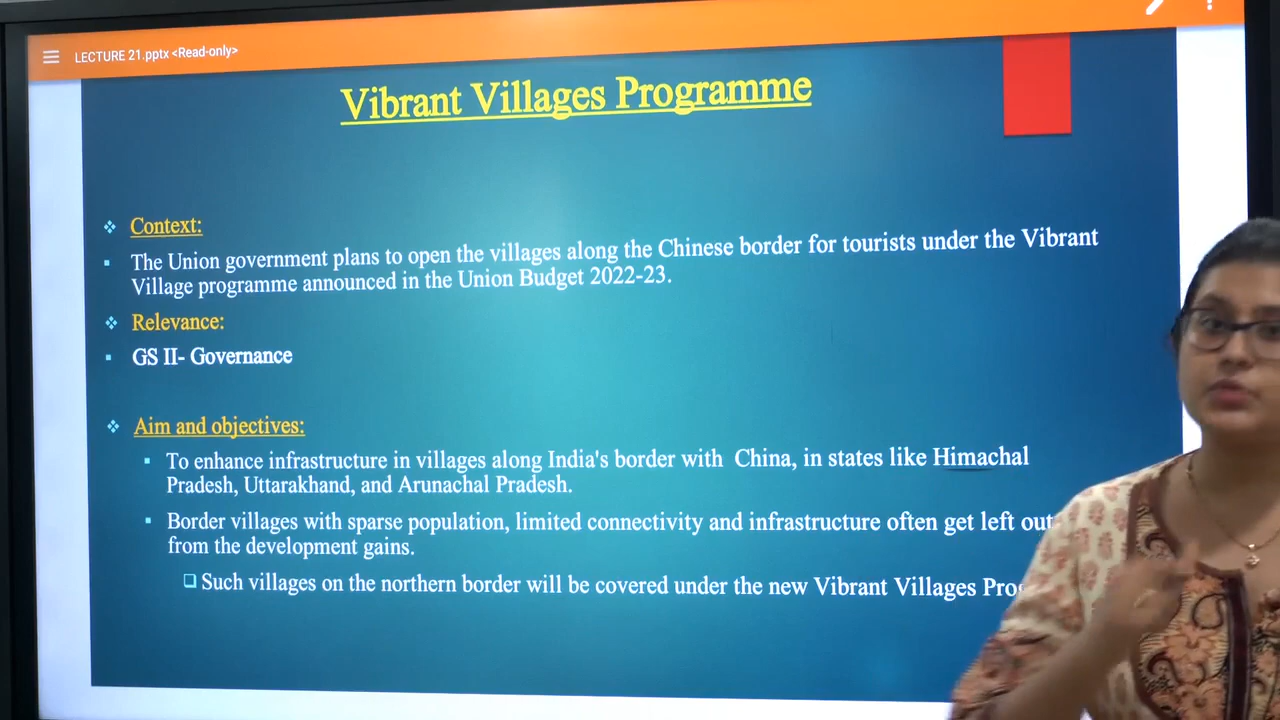 LECTURE 21.pptx <Read-only>
Vibrant Villages Programme
Context:
The Union government plans to open the villages along the Chinese border for tourists under the Vibrant
Village programme announced in the Union Budget 2022-23.
Relevance:
GS II- Governance
Aim and objectives:
To enhance infrastructure in villages along India's border with China, in states like Himachal
Pradesh, Uttarakhand, and Arunachal Pradesh.
Border villages with sparse population, limited connectivity and infrastructure often get left out
from the development gains.
Such villages on the northern border will be covered under the new Vibrant Villages